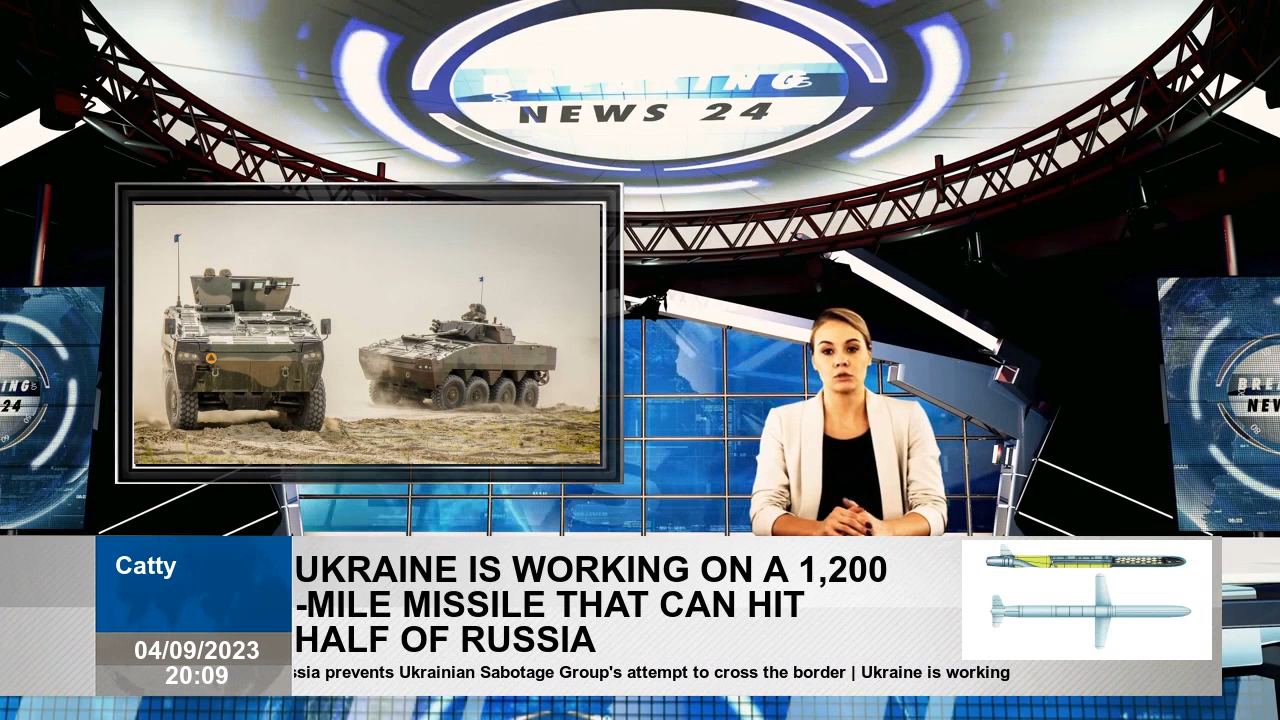 BREAKING
NEWS 24
Catty
04/09/2023
20:09
UKRAINE IS WORKING ON A 1,200
-MILE MISSILE THAT CAN HIT
HALF OF RUSSIA
ssia prevents Ukrainian Sabotage Group's attempt to cross the border | Ukraine is working